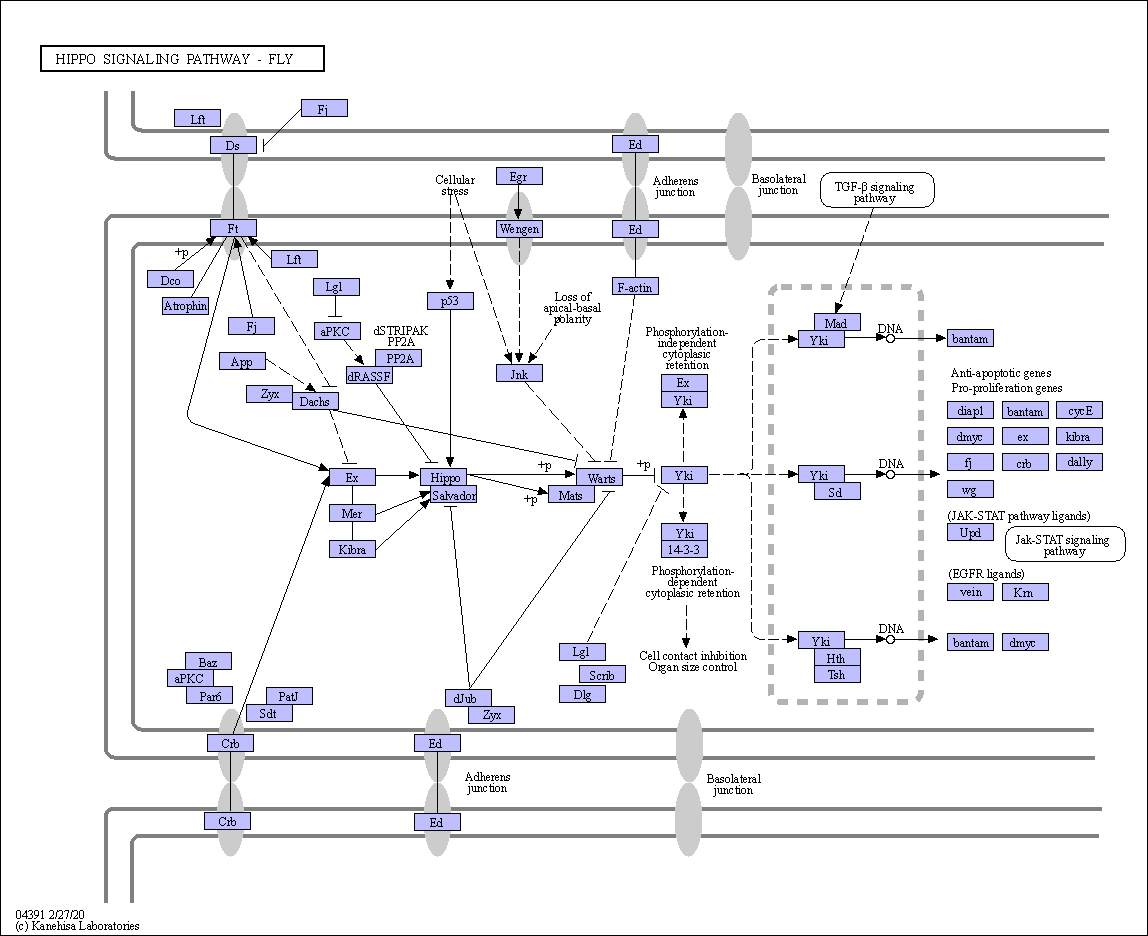 HIPPO SIGNALING PATHWAY - FLY
Lft
Fj
Ds
Ed
Cellular
stress
Egr
Adherens
junction
Basolateral
junction
TGF-β signaling
pathway
Ft
Wengen
Ed
+p
Lft
Dco
Atrophin
Lgl
F-actin
p53
Loss of
apical-basal
polarity
Fj
aPKC
dSTRIPAK
PP2A
PP2A
dRASSF
App
Zyx
Dachs
Jnk
Phosphorylation-
independent
cytoplasic
retention
Ex
Yki
Mad
Yki
DNA
bantam
Anti-apoptotic genes
Pro-proliferation genes
diap1
bantam
cycE
dmyc
ex
kibra
fj
crb
dally
wg
Ex
Hippo
Salvador
+p
+p
Warts
Mats
+p
Yki
Yki
Sd
DNA
Mer
Kibra
(JAK-STAT pathway ligands)
Upd
Jak-STAT signaling
pathway
Yki
14-3-3
Phosphorylation-
dependent
cytoplasic retention
(EGFR ligands)
vein
Krn
Cell contact inhibition
Organ size control
Yki
Hth
Tsh
DNA
bantam
dmyc
Lgl
Scrib
Dlg
Baz
aPKC
Par6
PatJ
Sdt
dJub
Zyx
Crb
Ed
Adherens
junction
Basolateral
junction
Crb
Ed
04391 2/27/20
(c) Kanehisa Laboratories